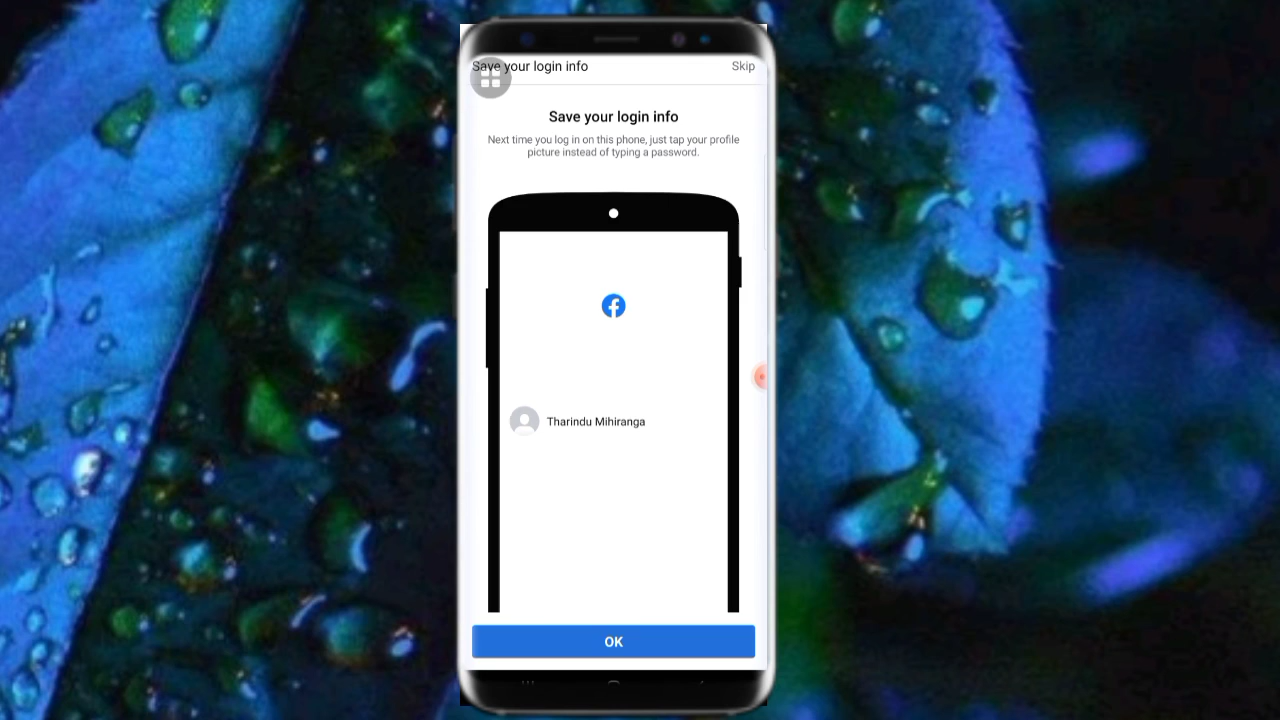 Save your login info
Skip
Save your login info
Next time you log in on this phone, just tap your profile
picture instead of typing a password.
Tharindu Mihiranga
OK